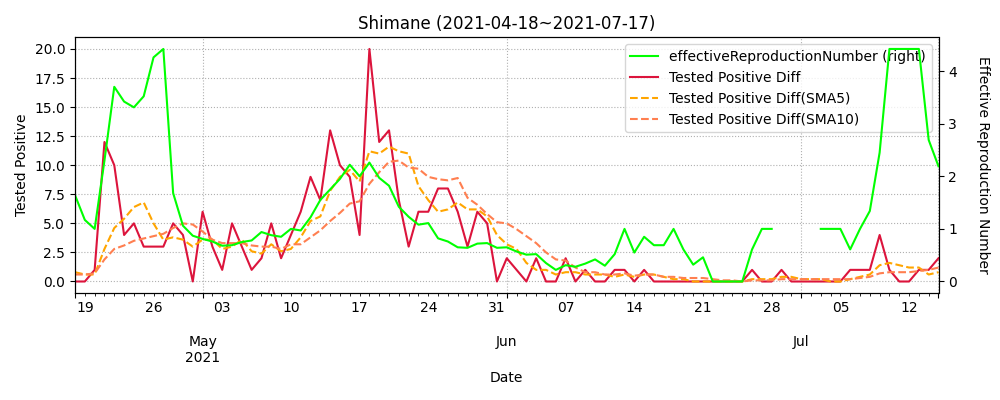 Shimane (2021-04-18~2021-07-17)
effectiveReproductionNumber (right)
Tested Positive Diff
Tested Positive Diff(SMA5)
Tested Positive Diff(SMA10)
Tested Positive
20.0
17.5
15.0
12.5
10.0
7.5
5.0
2.5
0.0
4
3
2
1
0
Effective Reproduction Number
19 26 03 10 17 24 31 07 14 21 28 05 12
May Jun Jul
2021
Date